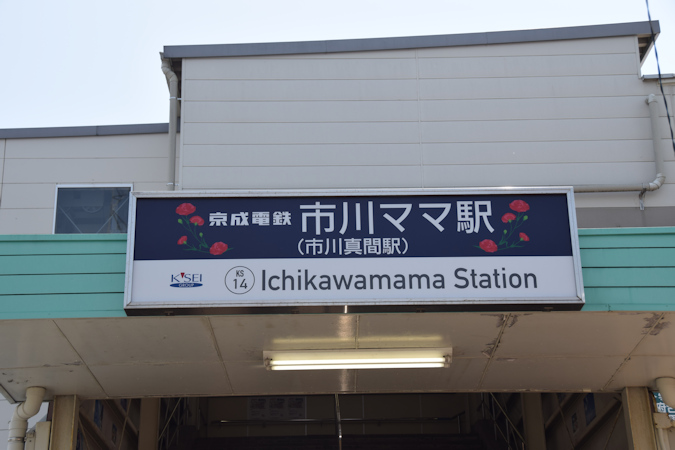 京成電鉄 市川ママ駅
(市川真間駅)
KEISEI
GROUP
KS
14
Ichikawamama Station